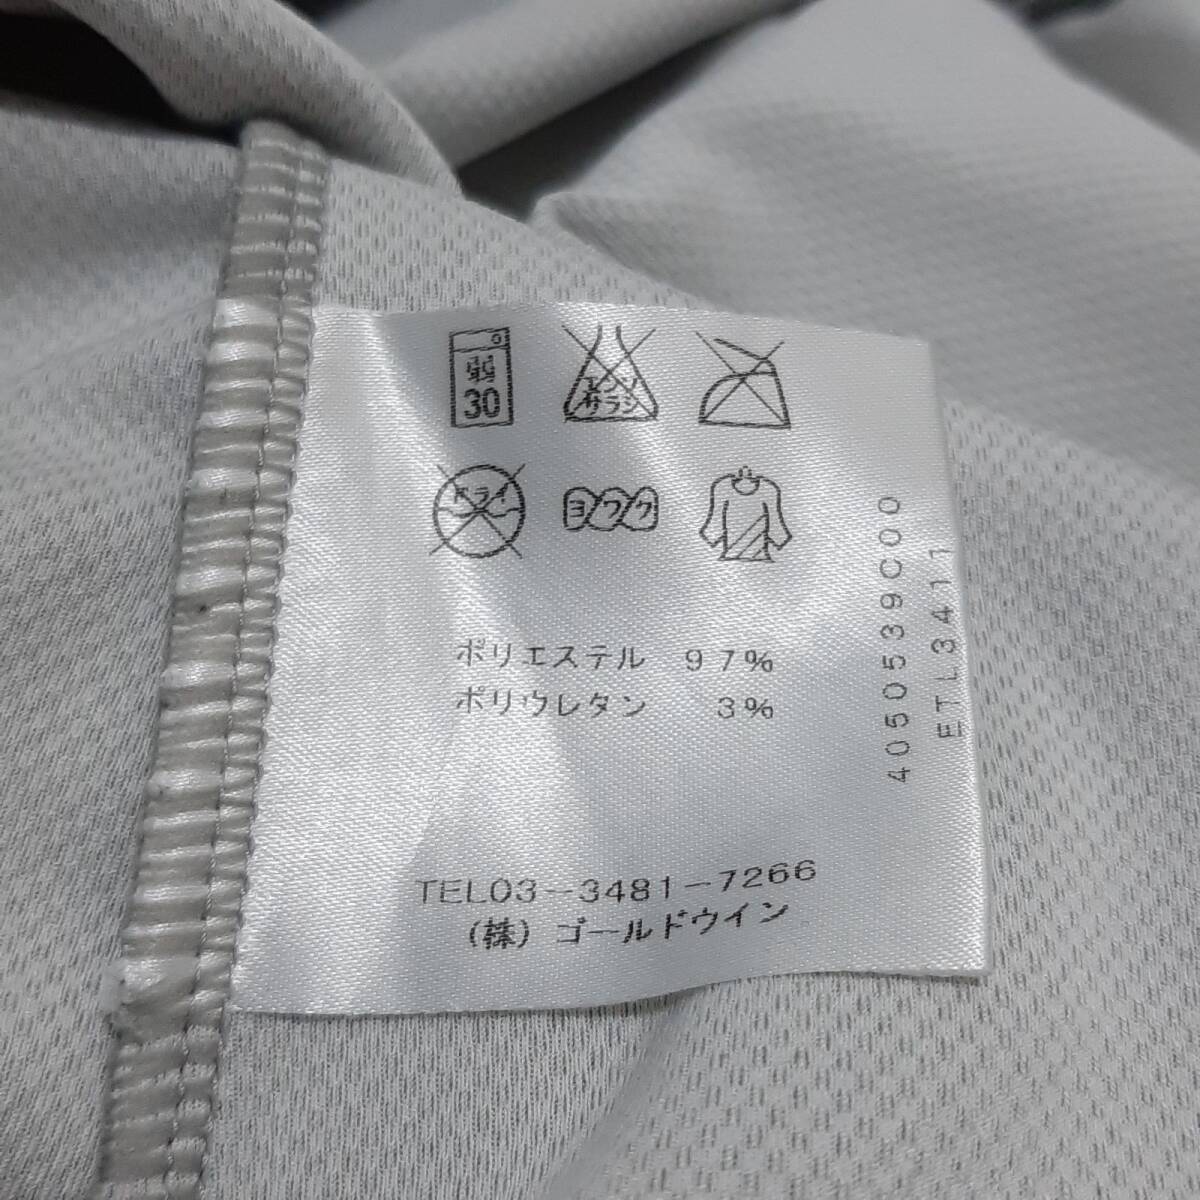 弱
30
エンソ
サラシ
ドライ
ヨワク
ポリエステル 97%
ポリウレタン 3%
TEL03-3481-7266
(株)ゴールドウイン
4050539C00
ETL3411